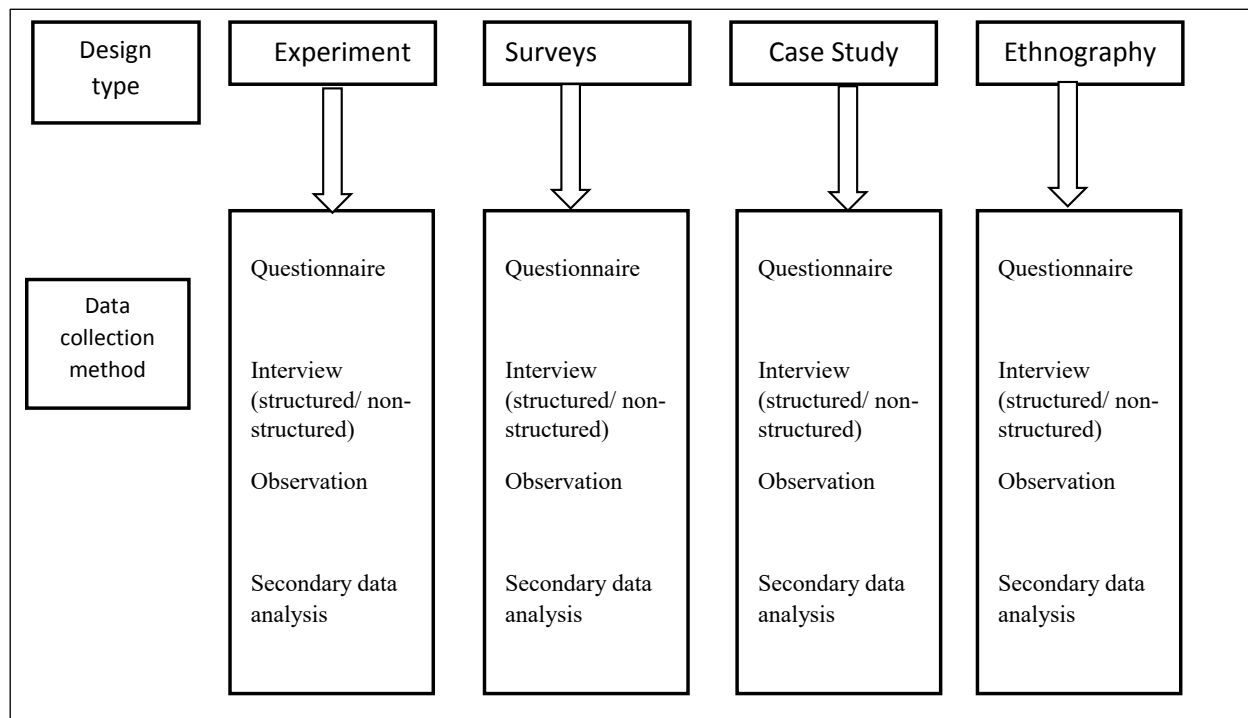 Design
type
Experiment
Surveys
Case Study
Ethnography
Data
collection
method
Questionnaire
Interview
(structured/ non-
structured)
Observation
Secondary data
analysis
Questionnaire
Interview
(structured/ non-
structured)
Observation
Secondary data
analysis
Questionnaire
Interview
(structured/ non-
structured)
Observation
Secondary data
analysis
Questionnaire
Interview
(structured/ non-
structured)
Observation
Secondary data
analysis